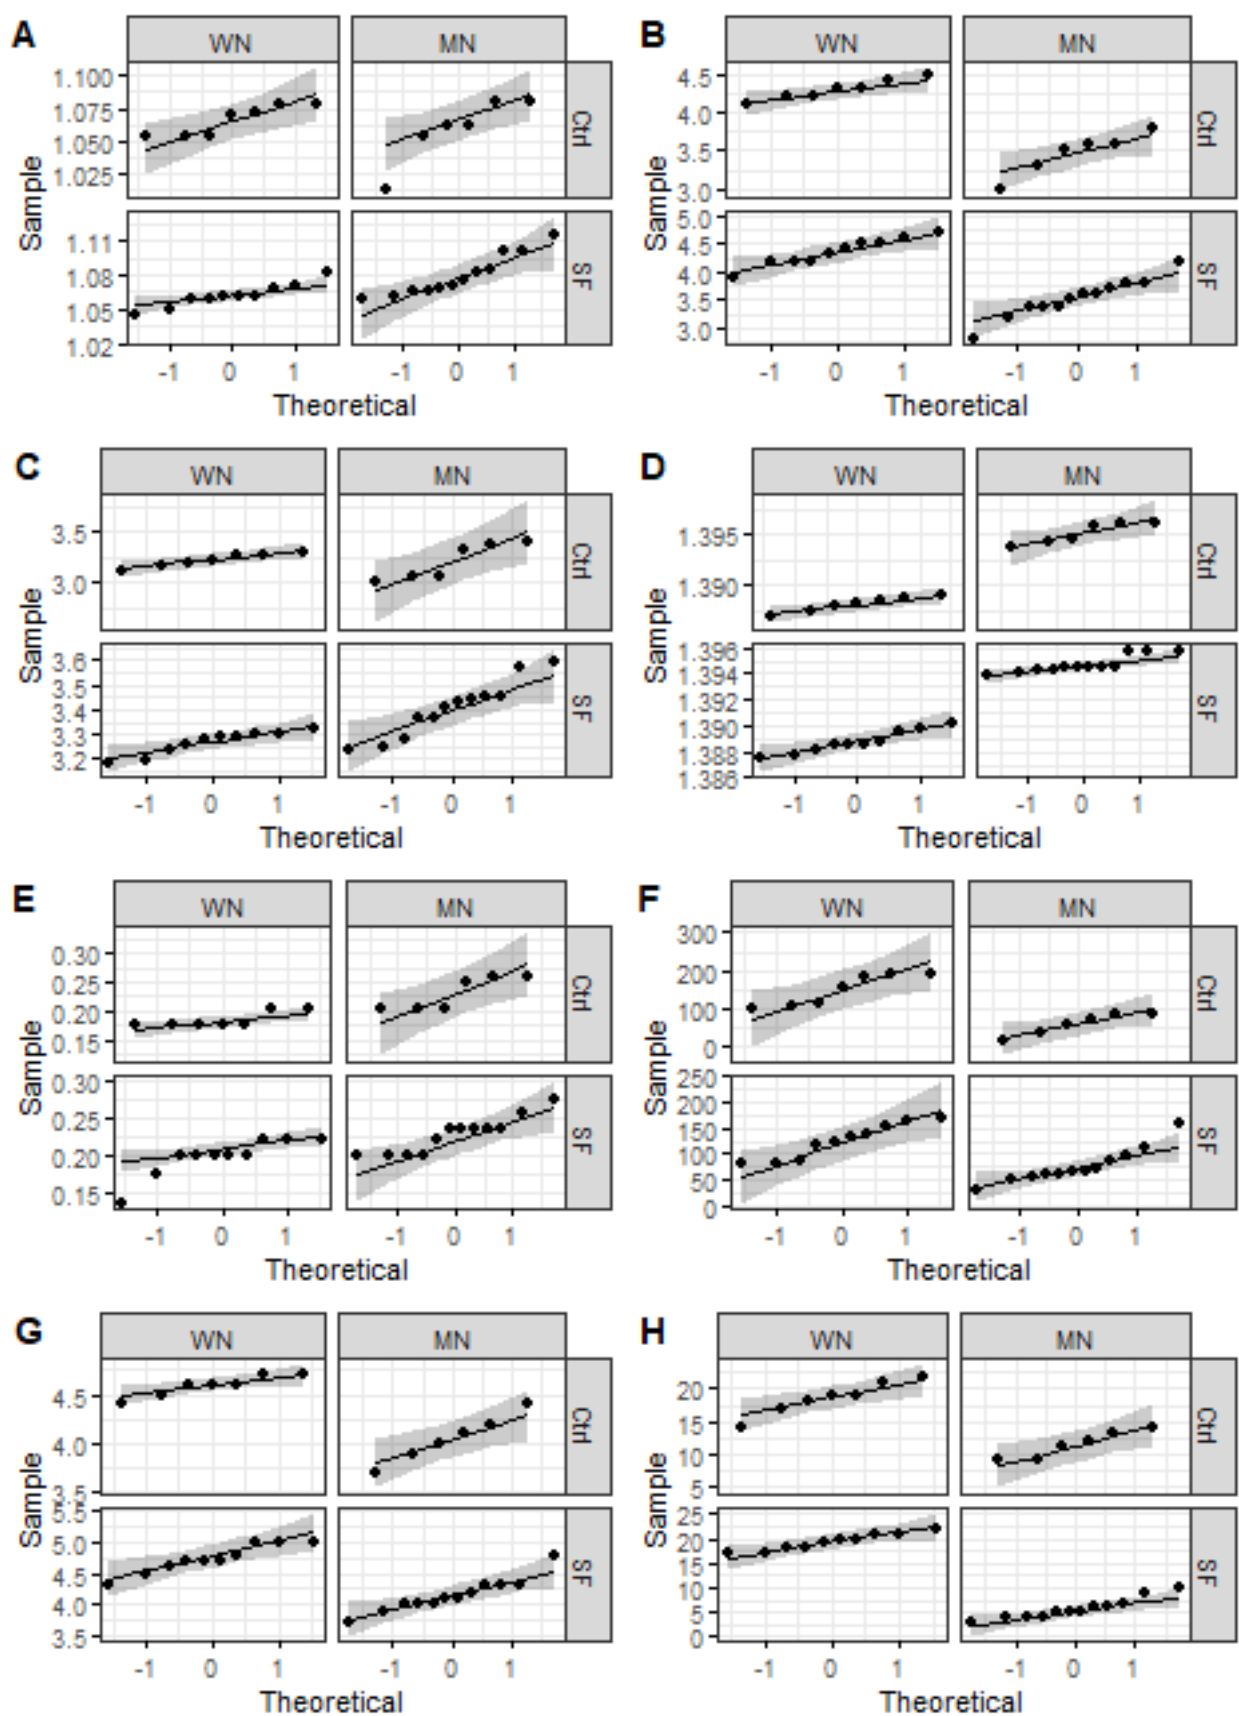 A
WN MN
1.100
1.075
1.050
1.025
Ctrl
Sample
1.11
1.08
1.05
1.02
SF
-1 0 1 -1 0 1
Theoretical
B
WN MN
4.5
4.0
3.5
3.0
Ctrl
Sample
5.0
4.5
4.0
3.5
3.0
SF
-1 0 1 -1 0 1
Theoretical
C
WN MN
3.5
3.0
Ctrl
Sample
3.6
3.5
3.4
3.3
3.2
SF
-1 0 1 -1 0 1
Theoretical
D
WN MN
1.395
1.390
Ctrl
Sample
1.396
1.394
1.392
1.390
1.388
1.386
SF
-1 0 1 -1 0 1
Theoretical
E
WN MN
0.30
0.25
0.20
0.15
Ctrl
Sample
0.30
0.25
0.20
0.15
SF
-1 0 1 -1 0 1
Theoretical
F
WN MN
300
200
100
0
Ctrl
Sample
250
200
150
100
50
0
SF
-1 0 1 -1 0 1
Theoretical
G
WN MN
4.5
4.0
3.5
Ctrl
Sample
5.5
5.0
4.5
4.0
3.5
SF
-1 0 1 -1 0 1
Theoretical
H
WN MN
20
15
10
5
Ctrl
Sample
25
20
15
10
5
0
SF
-1 0 1 -1 0 1
Theoretical